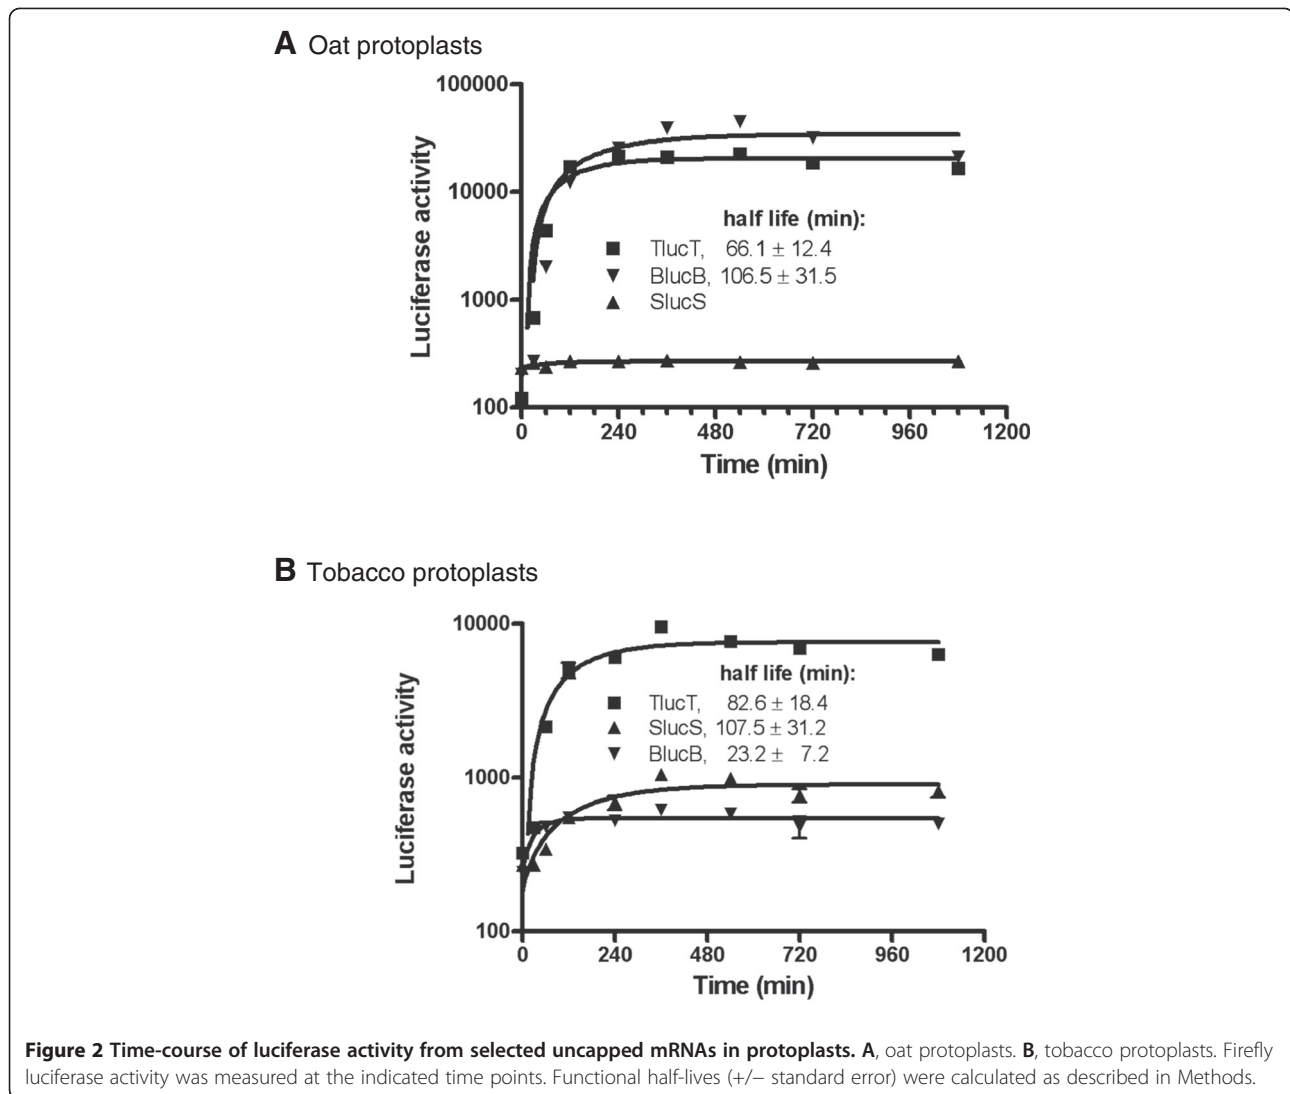 A Oat protoplasts
100000
10000
1000
100
Luciferase activity
half life (min):
TlucT, 66.1 ± 12.4
BlucB, 106.5 ± 31.5
SlucS
0 240 480 720 960 1200
Time (min)
B Tobacco protoplasts
10000
1000
100
Luciferase activity
half life (min):
TlucT, 82.6 ± 18.4
SlucS, 107.5 ± 31.2
BlucB, 23.2 ± 7.2
0 240 480 720 960 1200
Time (min)
Figure 2 Time-course of luciferase activity from selected uncapped mRNAs in protoplasts. A, oat protoplasts. B, tobacco protoplasts. Firefly
luciferase activity was measured at the indicated time points. Functional half-lives (+/− standard error) were calculated as described in Methods.